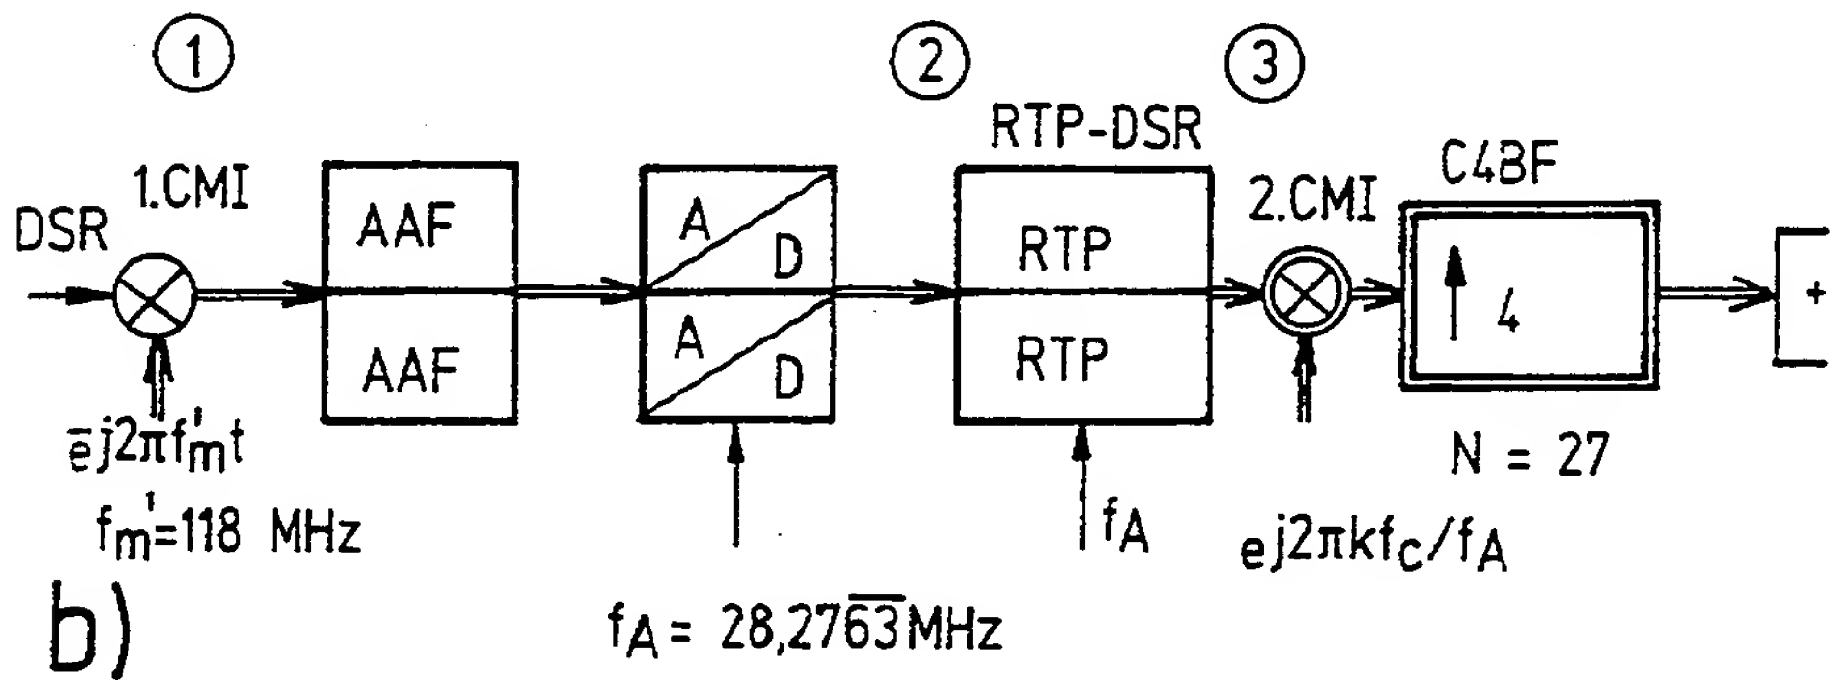 1
2
3
RTP-DSR
1.CMI
2.CMI
C4BF
DSR
AAF
A
D
RTP
↑ 4
+
AAF
A
D
RTP
e̅j2πf'mt
fm'=118 MHz
fA
N = 27
ej2πkfc/fA
fA = 28,2763̅ MHz
b)